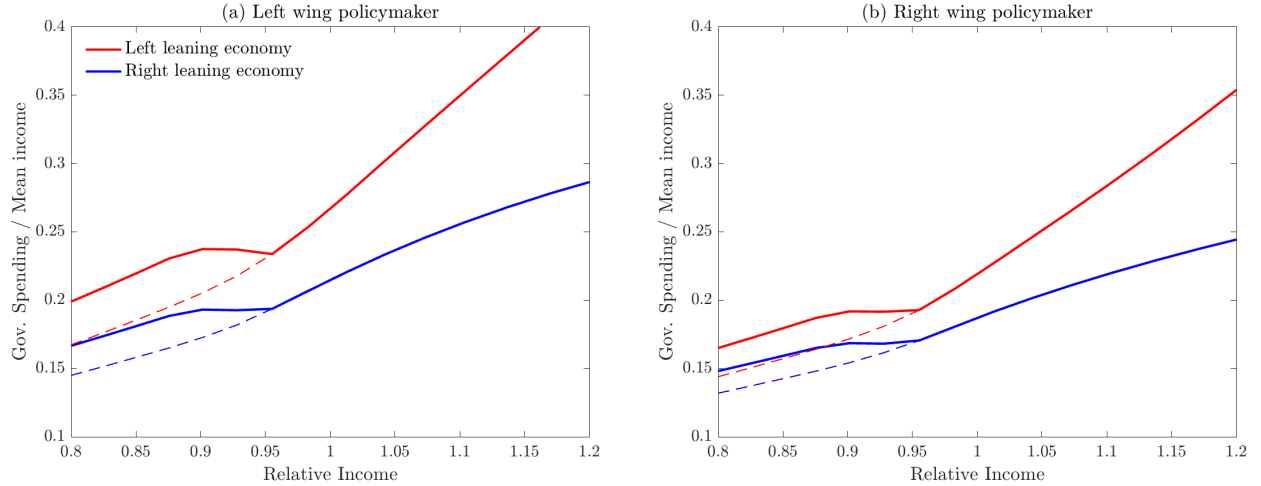 (a) Left wing policymaker
Gov. Spending / Mean income
0.4
0.35
0.3
0.25
0.2
0.15
0.1
Left leaning economy
Right leaning economy
0.8 0.85 0.9 0.95 1 1.05 1.1 1.15 1.2
Relative Income
(b) Right wing policymaker
Gov. Spending / Mean income
0.4
0.35
0.3
0.25
0.2
0.15
0.1
0.8 0.85 0.9 0.95 1 1.05 1.1 1.15 1.2
Relative Income